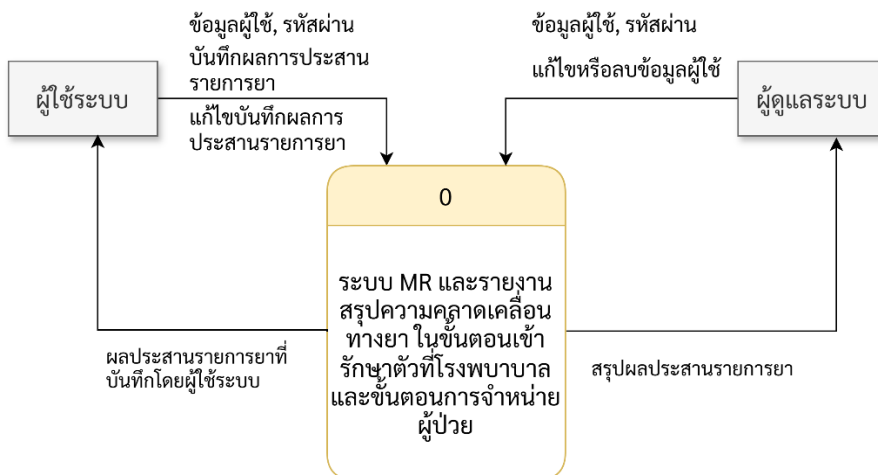 ข้อมูลผู้ใช้, รหัสผ่าน
บันทึกผลการประสาน
รายการยา
แก้ไขบันทึกผลการ
ประสานรายการยา
ผู้ใช้ระบบ
ข้อมูลผู้ใช้, รหัสผ่าน
แก้ไขหรือลบข้อมูลผู้ใช้
ผู้ดูแลระบบ
0
ระบบ MR และรายงาน
สรุปความคลาดเคลื่อน
ทางยา ในขั้นตอนเข้า
รักษาตัวที่โรงพบาบาล
และขั้นตอนการจำหน่าย
ผู้ป่วย
ผลประสานรายการยาที่
บันทึกโดยผู้ใช้ระบบ
สรุปผลประสานรายการยา